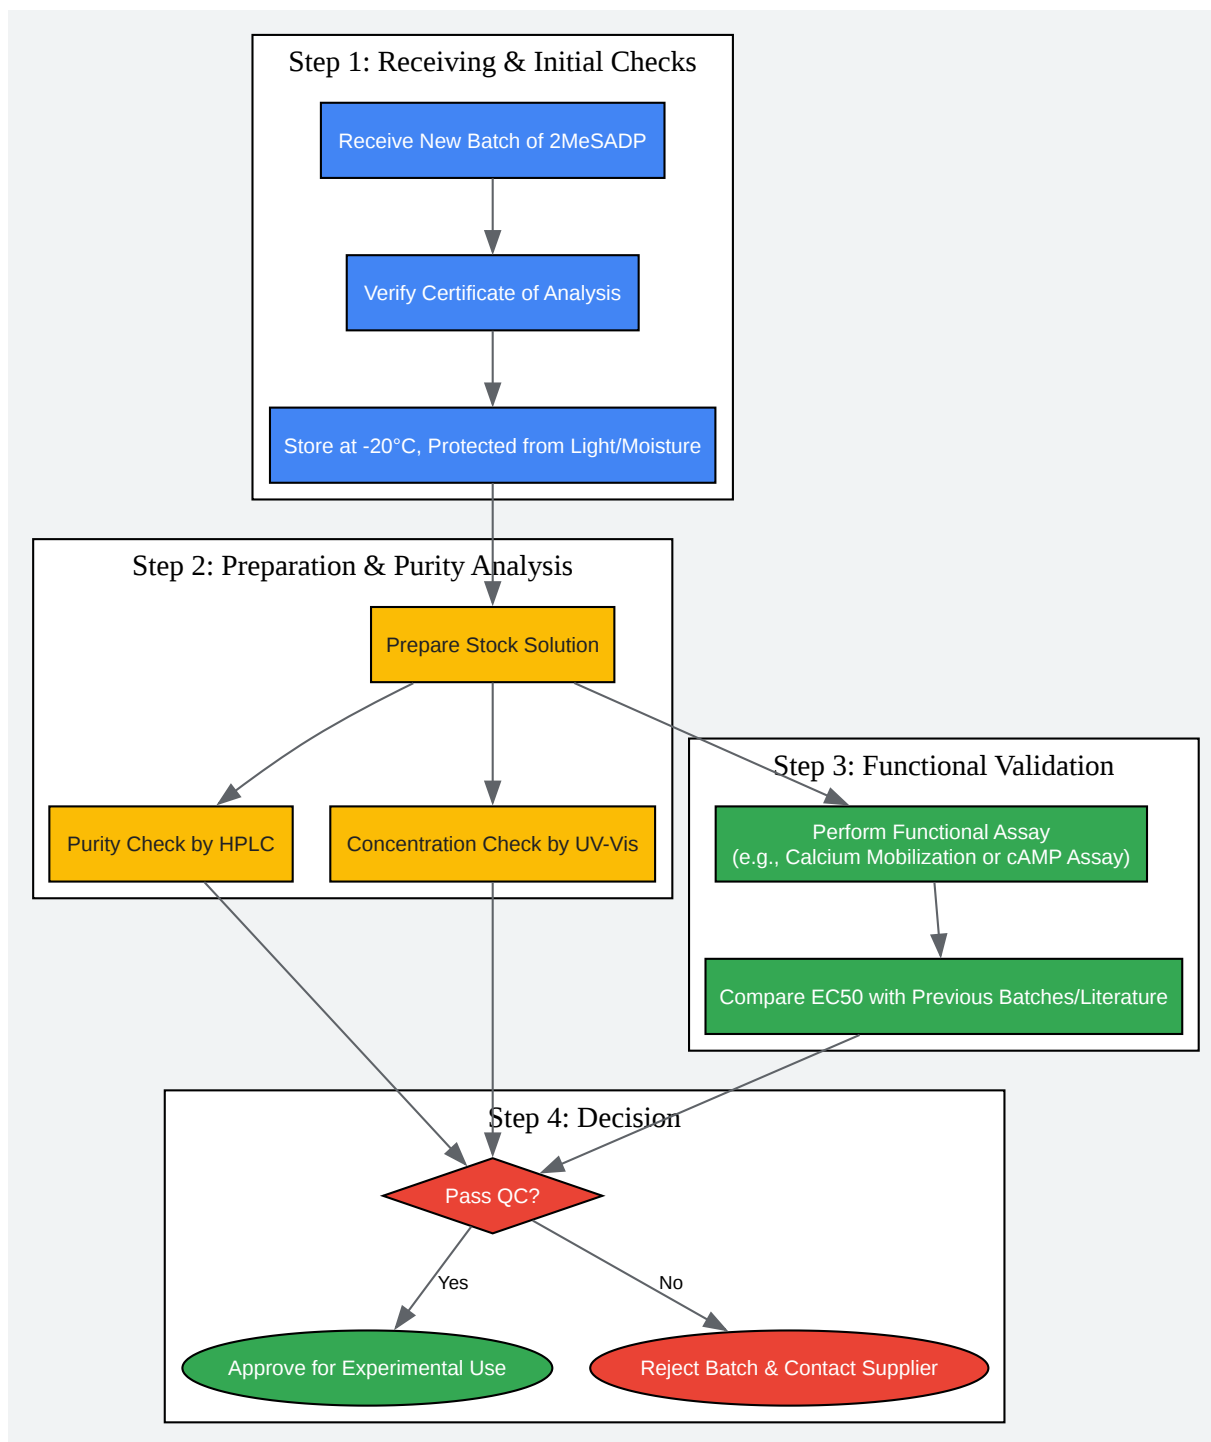 Step 1: Receiving & Initial Checks
Receive New Batch of 2MeSADP
Verify Certificate of Analysis
Store at -20°C, Protected from Light/Moisture
Step 2: Preparation & Purity Analysis
Prepare Stock Solution
Purity Check by HPLC
Concentration Check by UV-Vis
Step 3: Functional Validation
Perform Functional Assay
(e.g., Calcium Mobilization or cAMP Assay)
Compare EC50 with Previous Batches/Literature
Step 4: Decision
Pass QC?
Yes
No
Approve for Experimental Use
Reject Batch & Contact Supplier